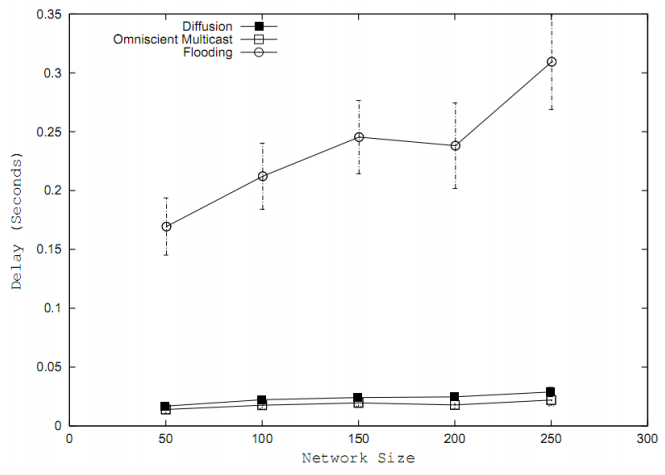 Diffusion
Omniscient Multicast
Flooding
0.35
0.3
0.25
0.2
0.15
0.1
0.05
0
Delay (Seconds)
0 50 100 150 200 250 300
Network Size